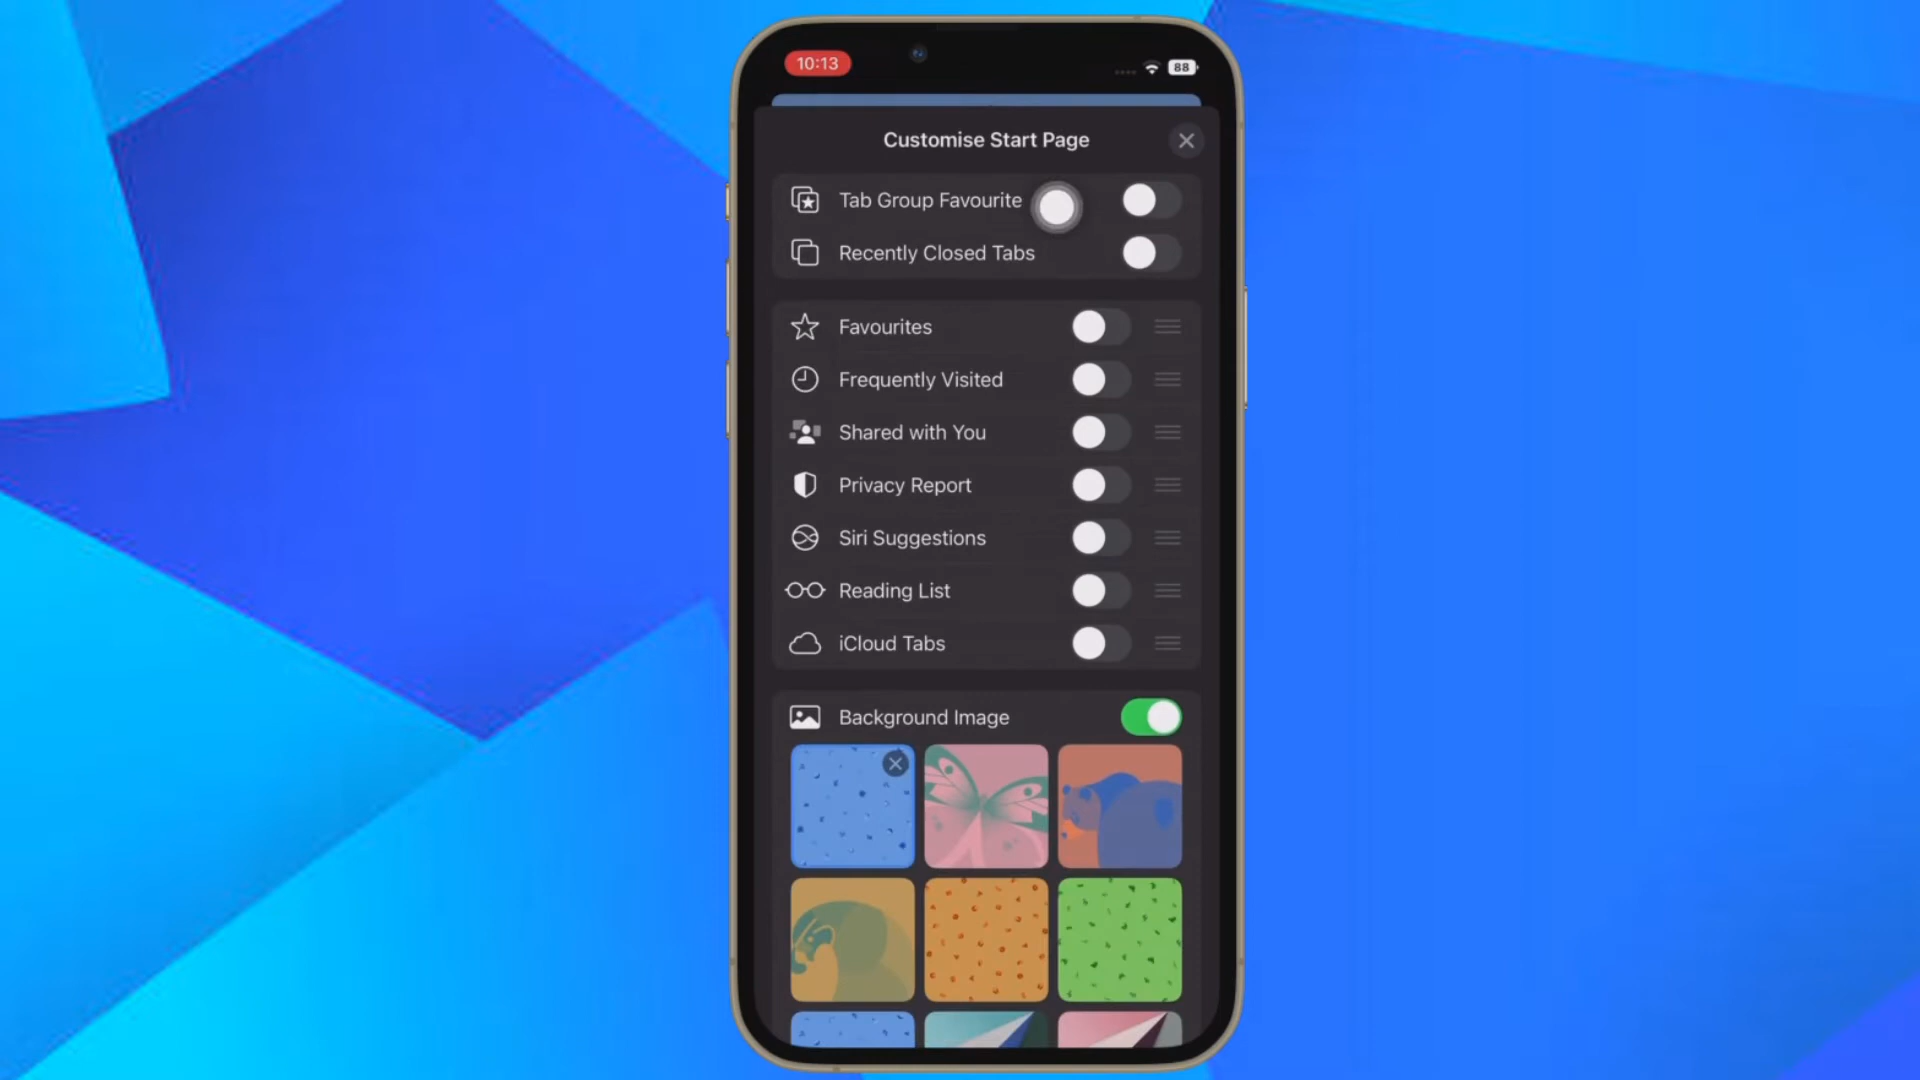 10:13
88
Customise Start Page
Tab Group Favourite
Recently Closed Tabs
Favourites
Frequently Visited
Shared with You
Privacy Report
Siri Suggestions
Reading List
iCloud Tabs
Background Image